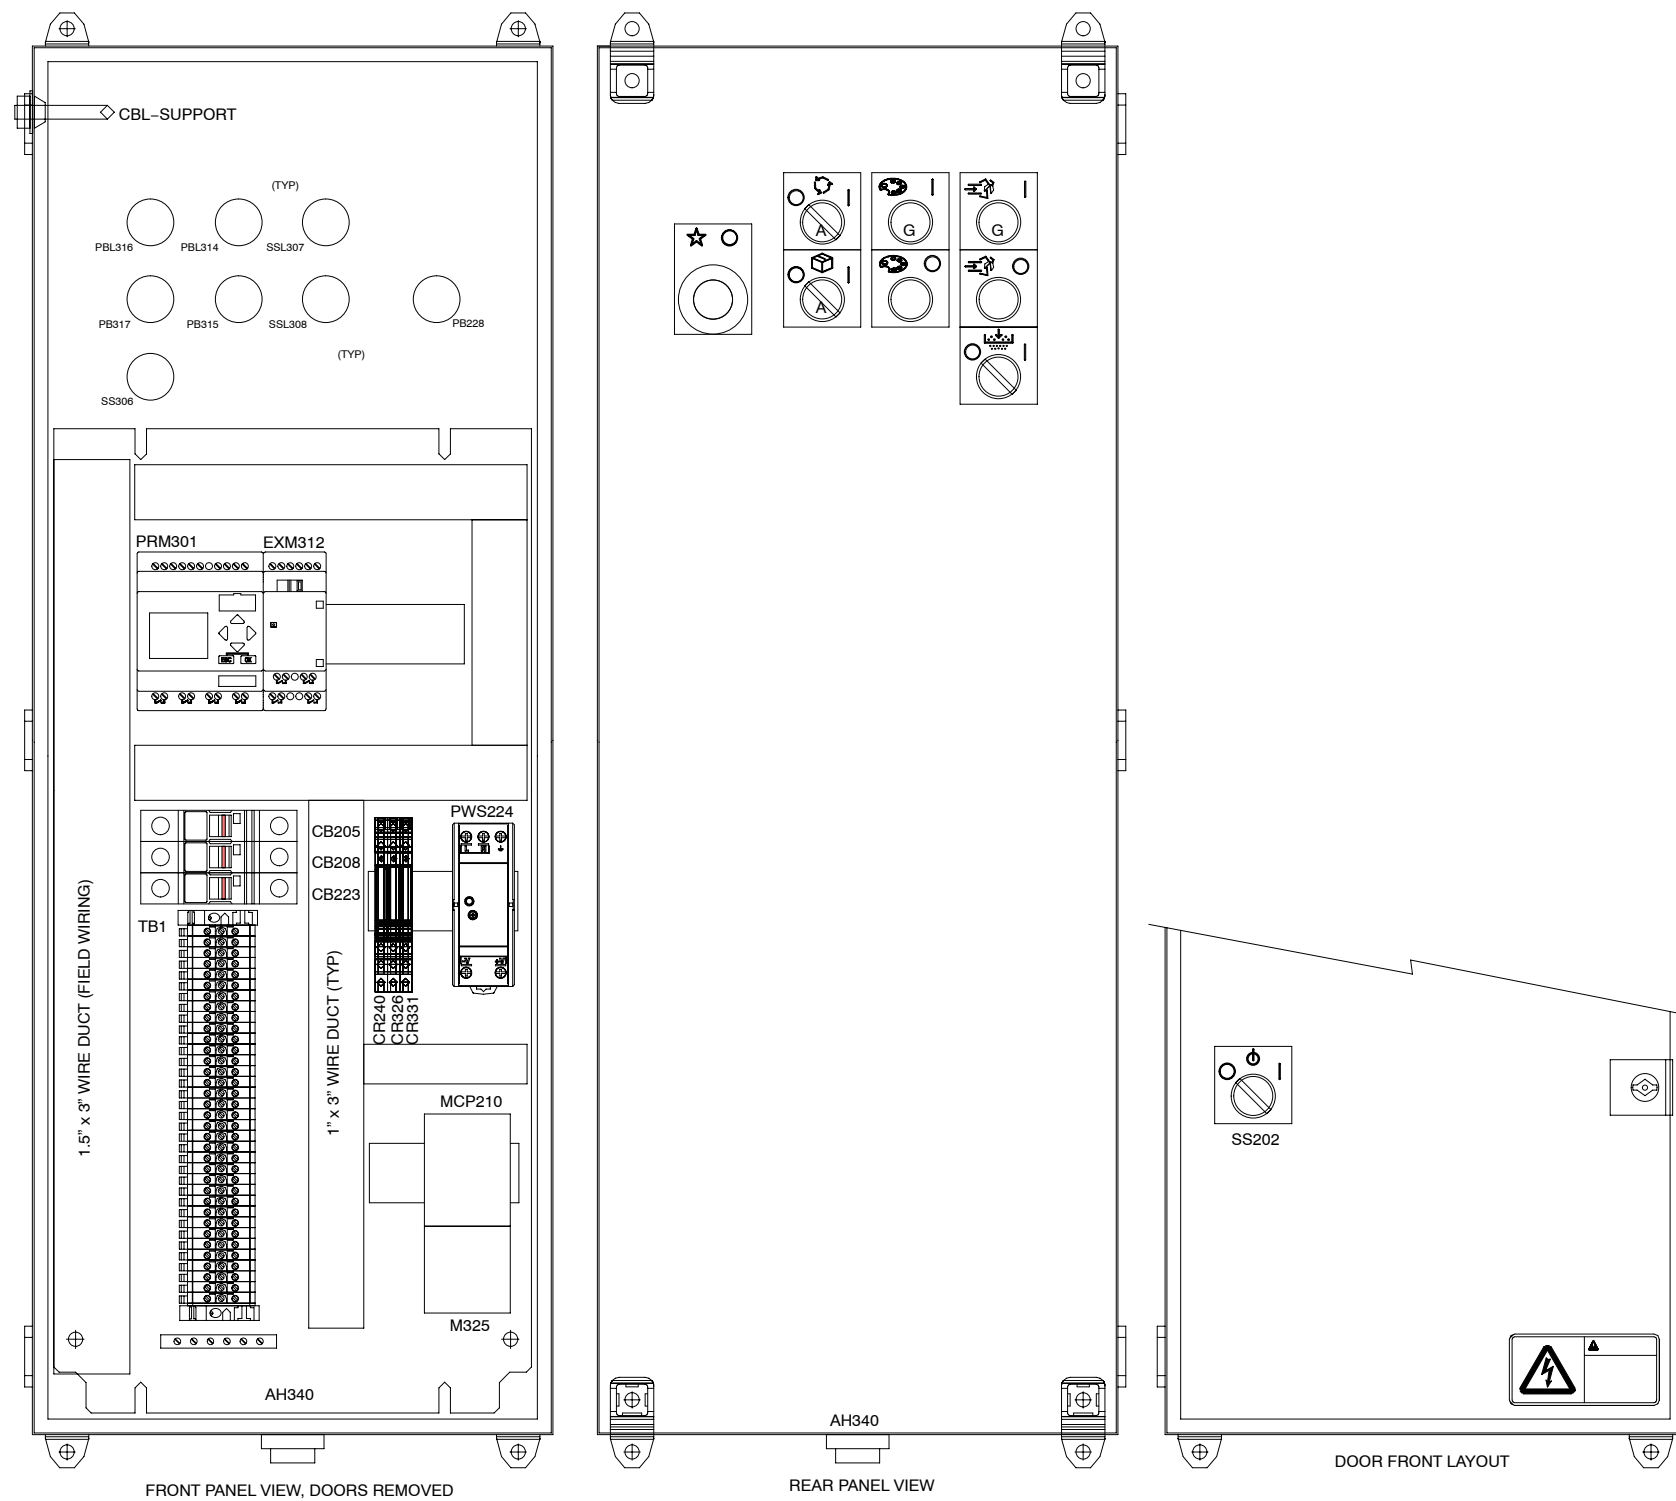 CBL–SUPPORT
(TYP)
PBL316
PBL314
SSL307
PB317
PB315
SSL308
PB228
(TYP)
SS306
PRM301
EXM312
ESC
OK
PWS224
CB205
CB208
CB223
L
N
TB1
-V
+V
CR240
CR326
CR331
1.5” x 3” WIRE DUCT (FIELD WIRING)
1” x 3” WIRE DUCT (TYP)
MCP210
M325
AH340
FRONT PANEL VIEW, DOORS REMOVED
A
G
G
A
AH340
REAR PANEL VIEW
SS202
DOOR FRONT LAYOUT